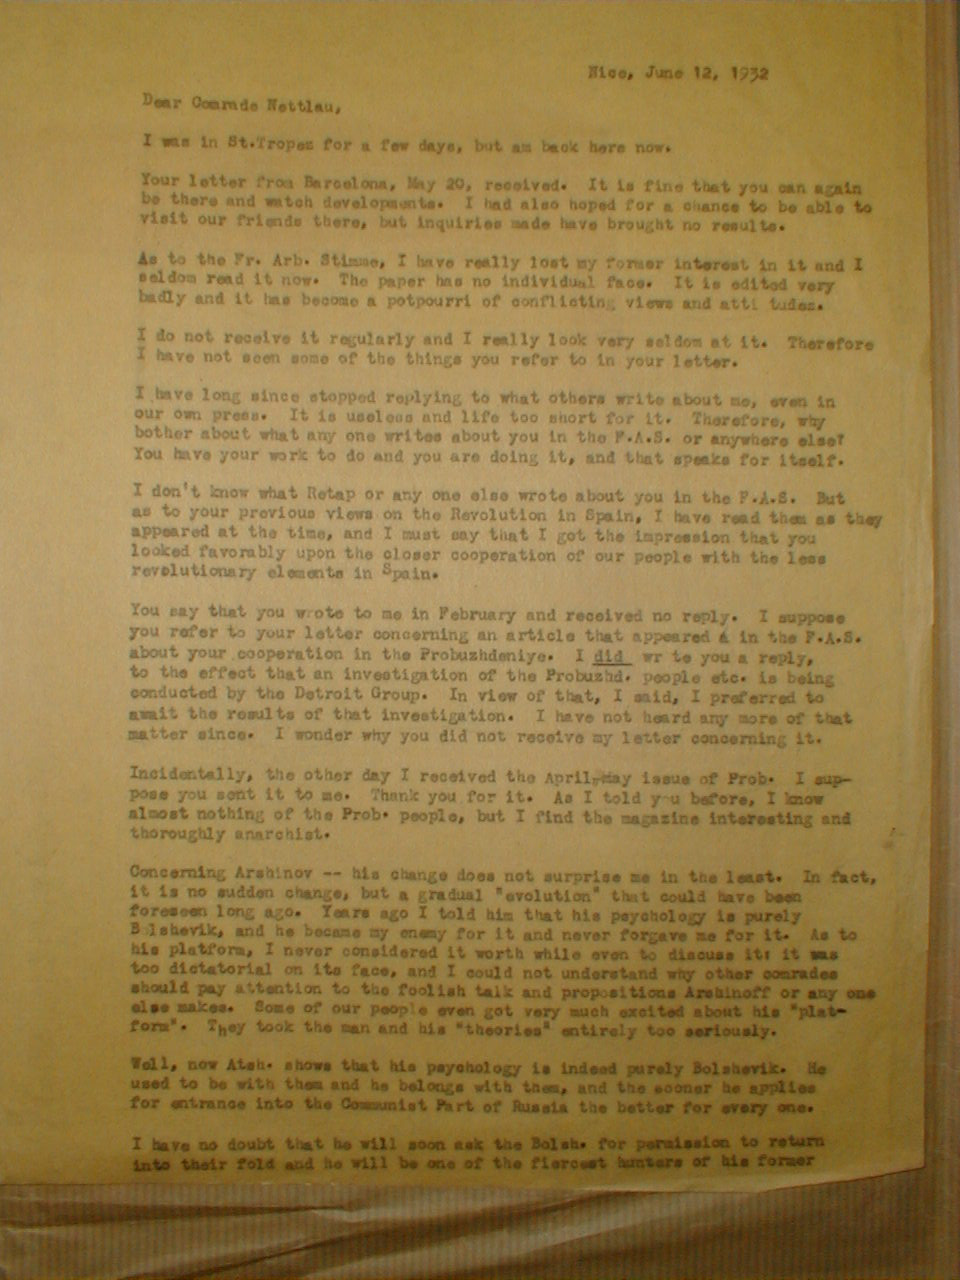 Nice, June 12, 1932
Dear Comrade Nettlau,
I was in St.Tropez for a few days, but am back here now.
Your letter from Barcelona, May 20, received. It is fine that you can again
be there and watch developments. I had also hoped for a chance to be able to
visit our friends there, but inquiries made have brought no results.
As to the Fr. Arb. Stimme, I have really lost my former interest in it and I
seldom read it now. The paper has no individual face. It is edited very
badly and it has become a potpourri of conflicting views and atti tudes.
I do not receive it regularly and I really look very seldom at it. Therefore
I have not seen some of the things you refer to in your letter.
I have long since stopped replying to what others write about me, even in
our own press. It is useless and life too short for it. Therefore, why
bother about what any one writes about you in the F.A.S. or anywhere else?
You have your work to do and you are doing it, and that speaks for itself.
I don't know what Retap or any one else wrote about you in the F.A.S. But
as to your previous views on the Revolution in Spain, I have read them as they
appeared at the time, and I must say that I got the impression that you
looked favorably upon the closer cooperation of our people with the less
revolutionary elements in Spain.
You say that you wrote to me in February and received no reply. I suppose
you refer to your letter concerning an article that appeared & in the F.A.S.
about your cooperation in the Probuzhdeniye. I did wr te you a reply,
to the effect that an investigation of the Probuzhd. people etc. is being
conducted by the Detroit Group. In view of that, I said, I preferred to
await the results of that investigation. I have not heard any more of that
matter since. I wonder why you did not receive my letter concerning it.
Incidentally, the other day I received the April-May issue of Prob. I sup-
pose you sent it to me. Thank you for it. As I told y-u before, I know
almost nothing of the Prob. people, but I find the magazine interesting and
thoroughly anarchist.
Concerning Arshinov -- his change does not surprise me in the least. In fact,
it is no sudden change, but a gradual "evolution" that could have been
foreseen long ago. Years ago I told him that his psychology is purely
B lshevik, and he became my enemy for it and never forgave me for it. As to
his platform, I never considered it worth while even to discuss it: it was
too dictatorial on its face, and I could not understand why other comrades
should pay attention to the foolish talk and propositions Arshinoff or any one
else makes. Some of our people even got very much excited about his "plat-
form". They took the man and his "theories" entirely too seriously.
Well, now Atsh. shows that his psychology is indeed purely Bolshevik. He
used to be with them and he belongs with them, and the sooner he applies
for entrance into the Communist Part of Russia the better for every one.
I have no doubt that he will soon ask the Bolsh. for permission to return
into their fold and he will be one of the fiercest hunters of his former